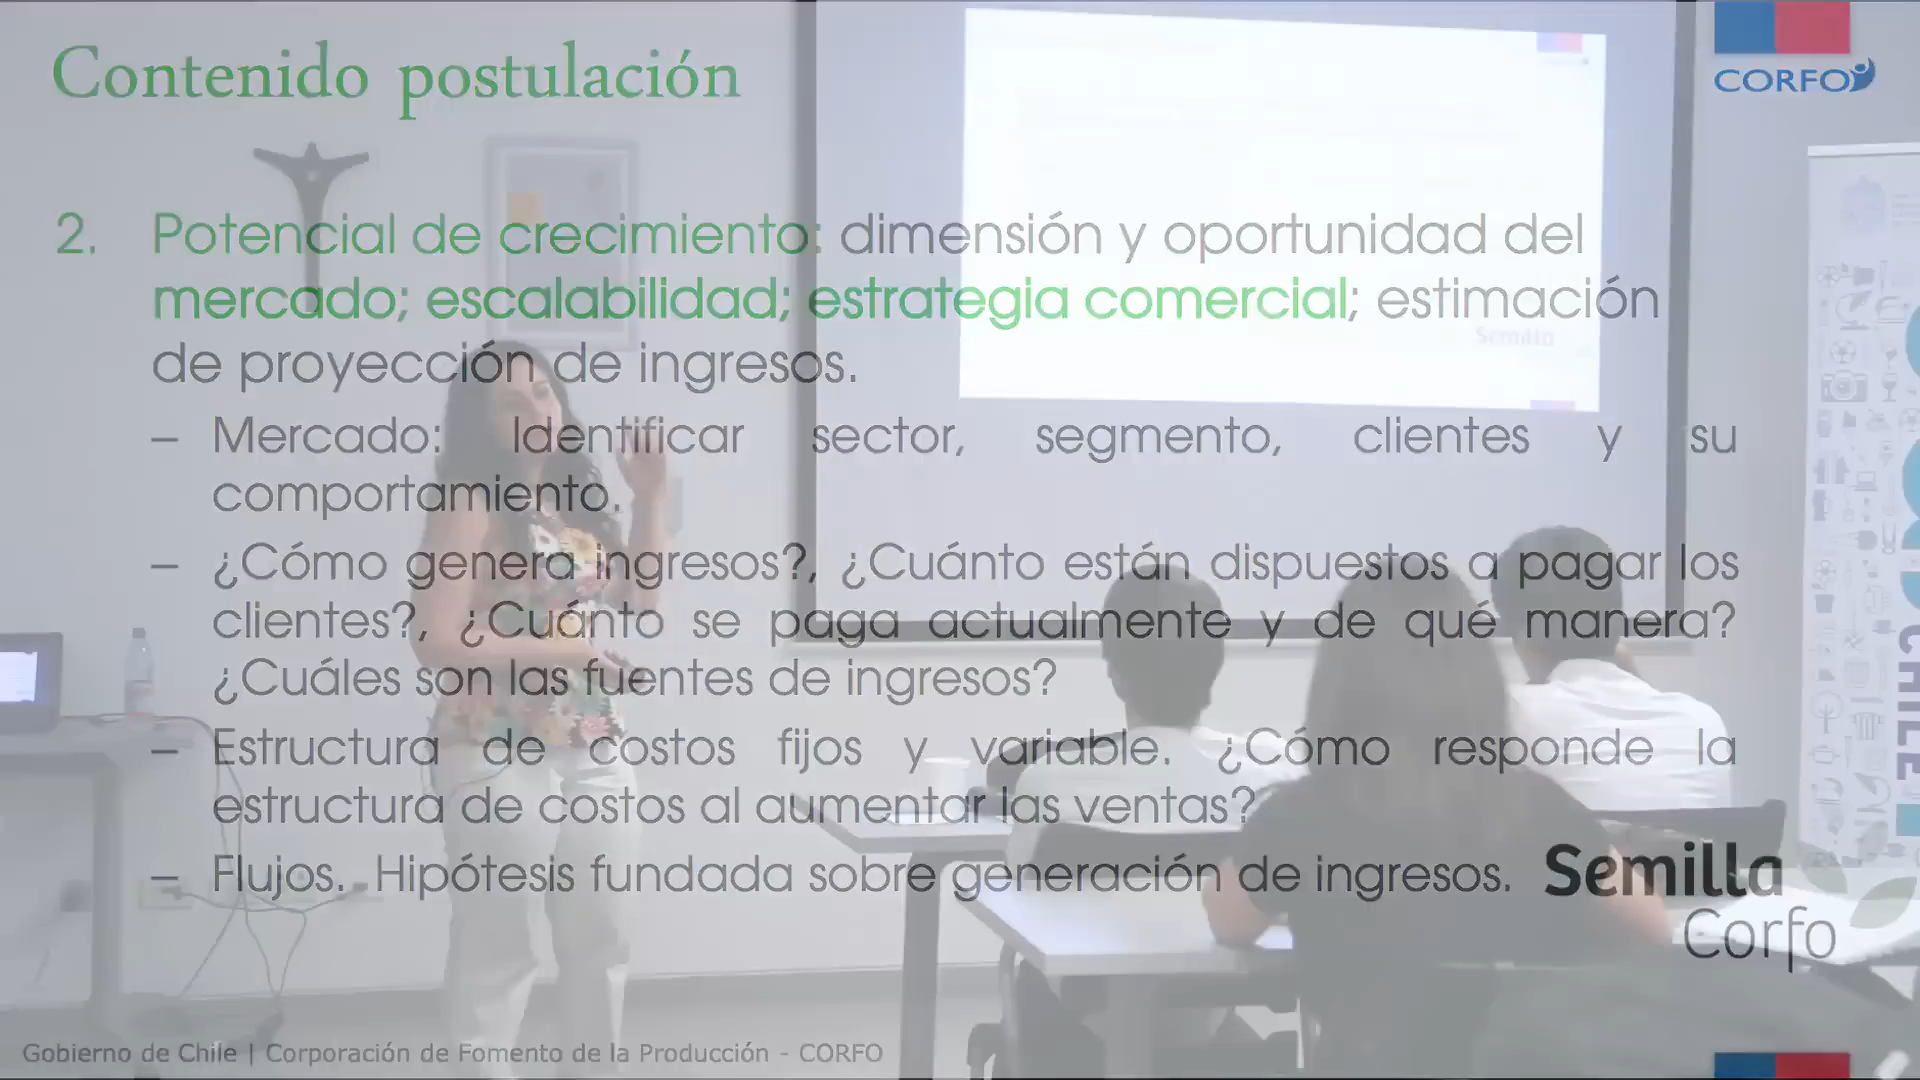 Contenido postulación
CORFO
2. Potencial de crecimiento: dimensión y oportunidad del
mercado; escalabilidad; estrategia comercial; estimación
de proyección de ingresos.
– Mercado: Identificar sector, segmento, clientes y su
comportamiento.
– ¿Cómo genera ingresos?, ¿Cuánto están dispuestos a pagar los
clientes?, ¿Cuánto se paga actualmente y de qué manera?
¿Cuáles son las fuentes de ingresos?
– Estructura de costos fijos y variable. ¿Cómo responde la
estructura de costos al aumentar las ventas?
– Flujos. Hipótesis fundada sobre generación de ingresos.
Semilla
Corfo
Gobierno de Chile | Corporación de Fomento de la Producción - CORFO
Semilla
CHILE